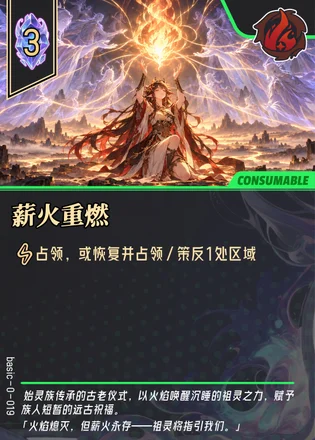 3
CONSUMABLE
薪火重燃
占领，或恢复并占领/策反1处区域
basic-0-019
始灵族传承的古老仪式，以火焰唤醒沉睡的祖灵之力，赋予
族人短暂的远古祝福。
「火焰熄灭，但薪火永存——祖灵将指引我们。」